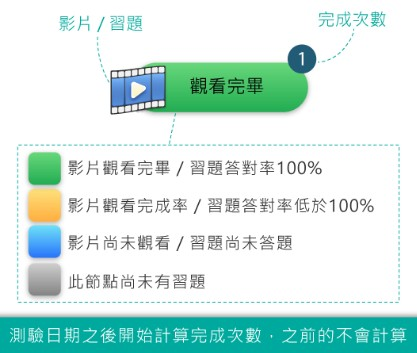 影片 / 習題
完成次數
1
觀看完畢
影片觀看完畢 / 習題答對率100%
影片觀看完成率 / 習題答對率低於100%
影片尚未觀看 / 習題尚未答題
此節點尚未有習題
測驗日期之後開始計算完成次數，之前的不會計算